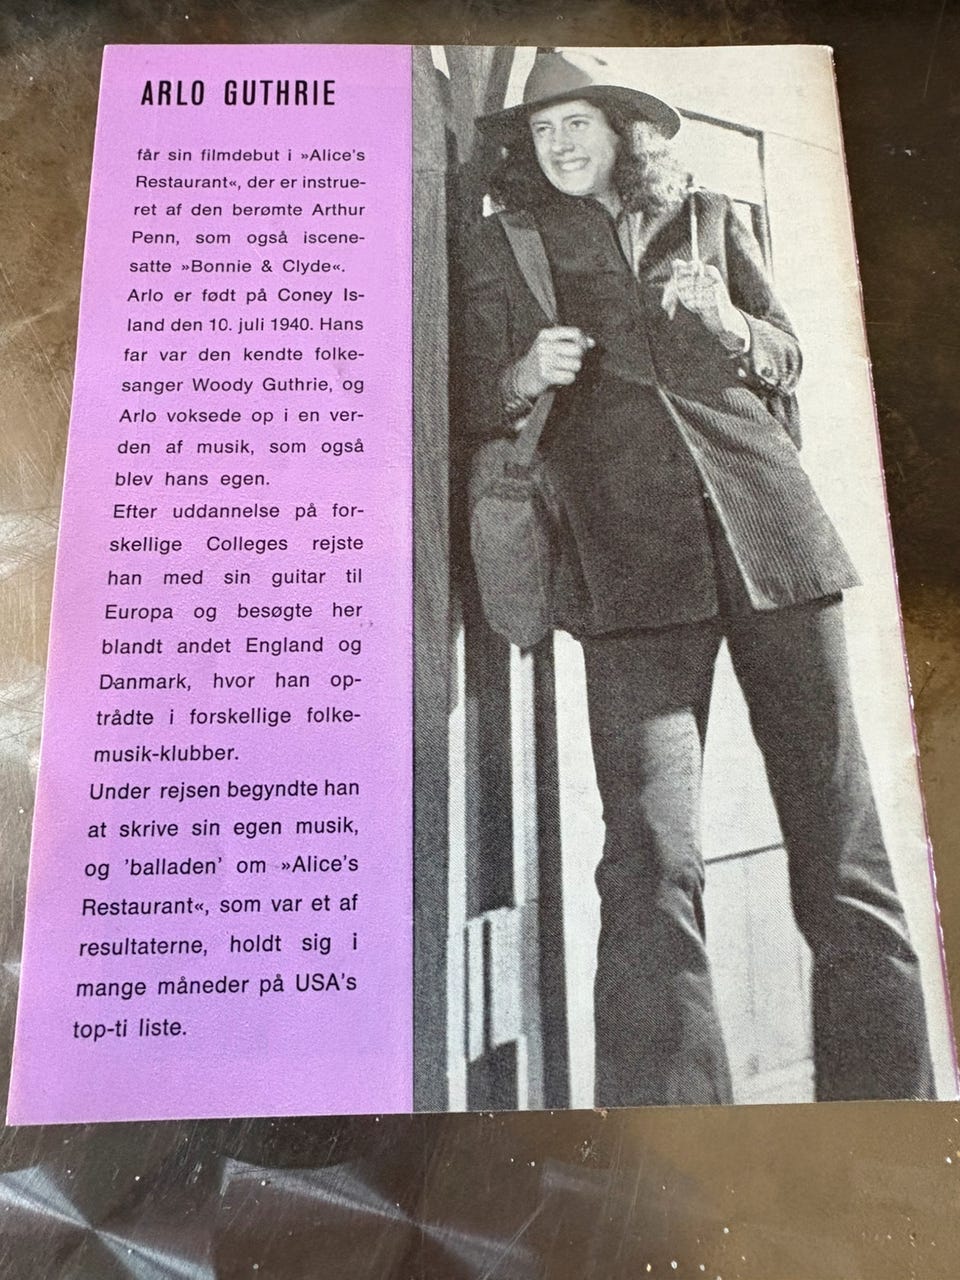 ARLO GUTHRIE
får sin filmdebut i »Alice's
Restaurant«, der er instrue-
ret af den berømte Arthur
Penn, som også iscene-
satte »Bonnie & Clyde«.
Arlo er født på Coney Is-
land den 10. juli 1940. Hans
far var den kendte folke-
sanger Woody Guthrie, og
Arlo voksede op i en ver-
den af musik, som også
blev hans egen.
Efter uddannelse på for-
skellige Colleges rejste
han med sin guitar til
Europa og besøgte her
blandt andet England og
Danmark, hvor han op-
trådte i forskellige folke-
musik-klubber.
Under rejsen begyndte han
at skrive sin egen musik,
og 'balladen' om »Alice's
Restaurant«, som var et af
resultaterne, holdt sig i
mange måneder på USA's
top-ti liste.